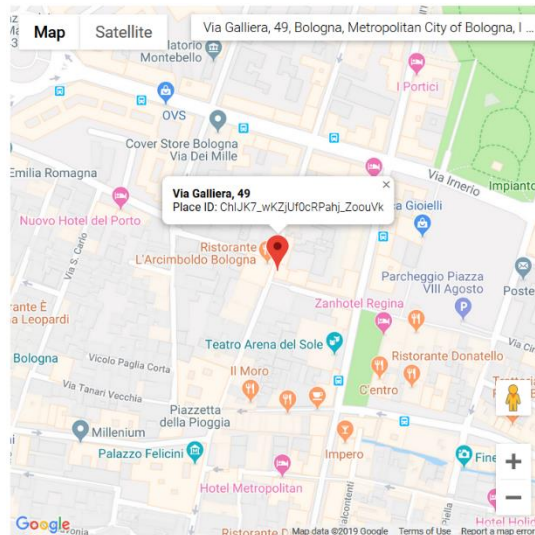 Map
Satellite
Via Galliera, 49, Bologna, Metropolitan City of Bologna, I ...
Montebello
I Portici
OVS
Cover Store Bologna
Via Dei Mille
Via Irnerio
Impianto
Emilia Romagna
Via Galliera, 49
Gioielli
Nuovo Hotel del Porto
Ristorante
L'Arcimboldo Bologna
Via S. Carlo
Parcheggio Piazza
VIII Agosto
Poste
Zanhotel Regina
rante È
a Leopardi
Teatro Arena del Sole
Bologna
Vicolo Paglia Corta
Il Moro
Ristorante Donatello
C'entro
Via Tanari Vecchia
Piazzetta
della Pioggia
Millenium
Palazzo Felicini
Impero
Fine
Hotel Metropolitan
Piella
Google
Map data ©2019 Google
Terms of Use
Report a map error